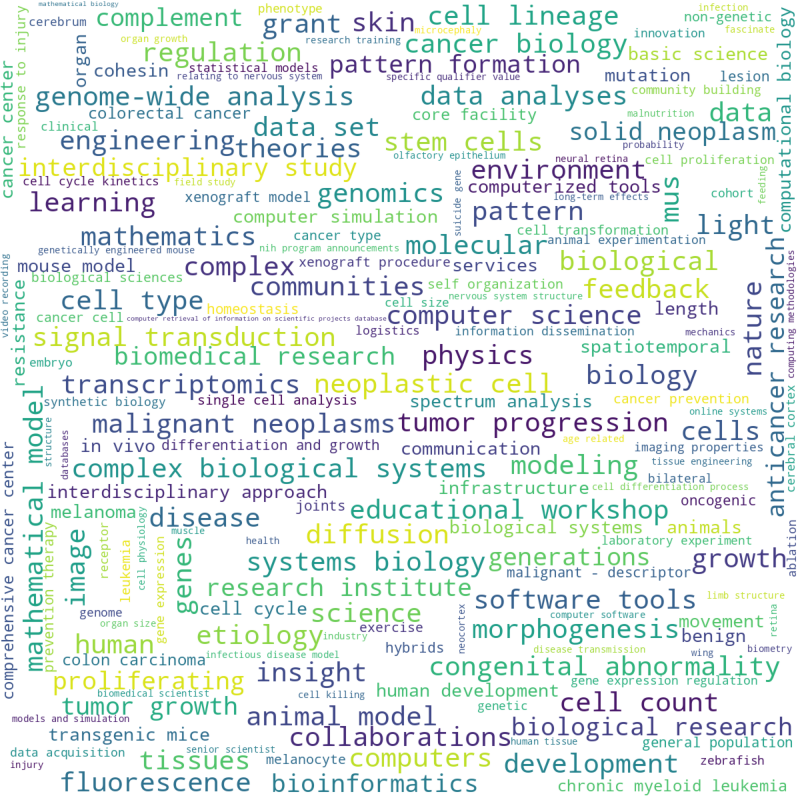 mathematical biology
phenotype
infection
cerebrum
complement
grant
skin
cell lineage
non-genetic
organ growth
microcephaly
innovation
fascinate
organ
regulation
research training
cancer biology
statistical models
pattern formation
basic science
cohesin
relating to nervous system
specific qualifier value
mutation
lesion
genome-wide analysis
data analyses
community building
colorectal cancer
core facility
malnutrition
data
clinical
data set
solid neoplasm
engineering
theories
stem cells
probability
response to injury
cancer center
computational biology
olfactory epithelium
neural retina
cell proliferation
interdisciplinary study
environment
feeding
cell cycle kinetics
field study
computerized tools
mus
cohort
learning
xenograft model
genomics
suicide gene
long-term effects
computer simulation
pattern
light
mathematics
cancer type
cell transformation
genetically engineered mouse
nih program announcements
molecular
animal experimentation
video recording
mouse model
complex
xenograft procedure
services
biological
biological sciences
communities
self organization
feedback
cell type
homeostasis
cell size
nervous system structure
length
nature
anticancer research
computing methodologies
resistance
cancer cell
computer retrieval of information on scientific projects database
computer science
signal transduction
logistics
information dissemination
mechanics
embryo
biomedical research
physics
spatiotemporal
transcriptomics
neoplastic cell
biology
synthetic biology
single cell analysis
spectrum analysis
cancer prevention
malignant neoplasms
tumor progression
online systems
cells
cerebral cortex
mathematical model
structure
databases
in vivo
differentiation and growth
communication
age related
imaging properties
complex biological systems
modeling
tissue engineering
bilateral
comprehensive cancer center
interdisciplinary approach
infrastructure
cell differentiation process
joints
educational workshop
oncogenic
melanoma
disease
diffusion
biological systems
animals
prevention therapy
image
receptor
leukemia
cell physiology
gene expression
muscle
genes
health
laboratory experiment
systems biology
generations
growth
ablation
research institute
malignant - descriptor
genome
cell cycle
science
software tools
limb structure
organ size
exercise
computer software
human
etiology
industry
neocortex
morphogenesis
movement
retina
hybrids
benign
colon carcinoma
infectious disease model
disease transmission
wing
biometry
proliferating
insight
congenital abnormality
biomedical scientist
cell killing
human development
gene expression regulation
tumor growth
genetic
cell count
models and simulation
animal model
biological research
transgenic mice
collaborations
human tissue
general population
data acquisition
senior scientist
tissues
melanocyte
computers
development
zebrafish
injury
fluorescence
bioinformatics
chronic myeloid leukemia